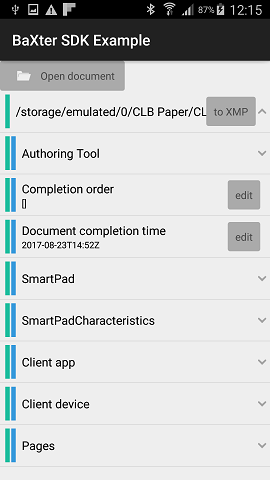 87% 12:15
BaXter SDK Example
Open document
/storage/emulated/0/CLB Paper/CL to XMP
Authoring Tool
Completion order
[] edit
Document completion time
2017-08-23T14:52Z edit
SmartPad
SmartPadCharacteristics
Client app
Client device
Pages